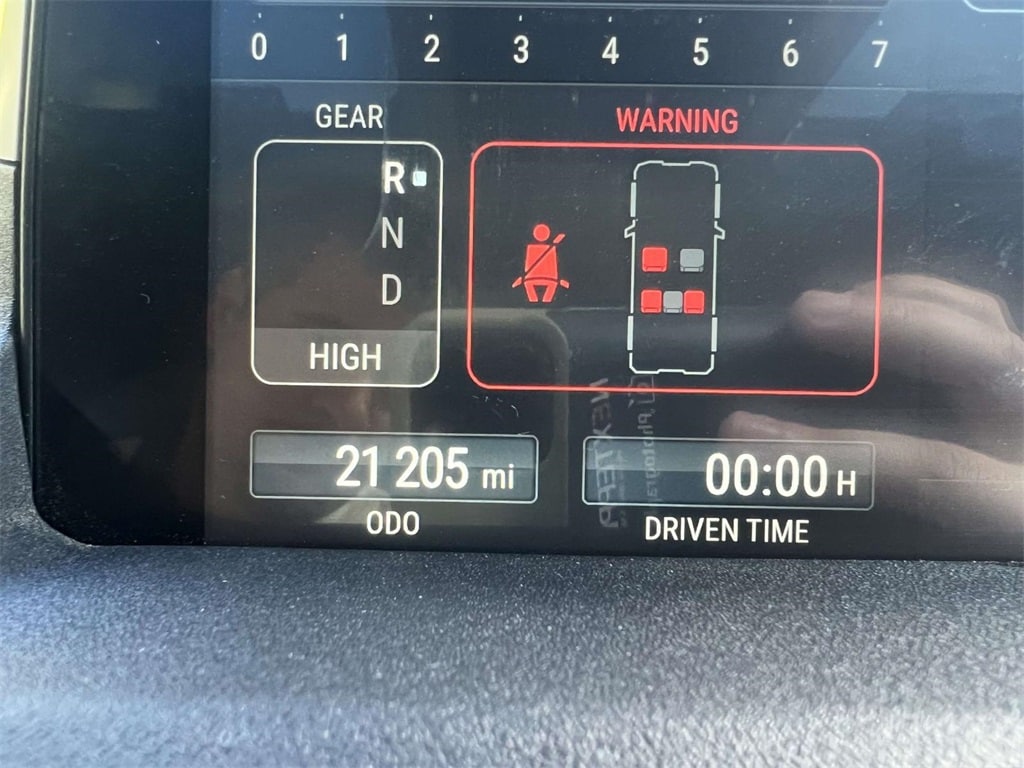 0 1 2 3 4 5 6 7
GEAR
WARNING
R
N
D
HIGH
21 205 mi
00:00 H
ODO
DRIVEN TIME